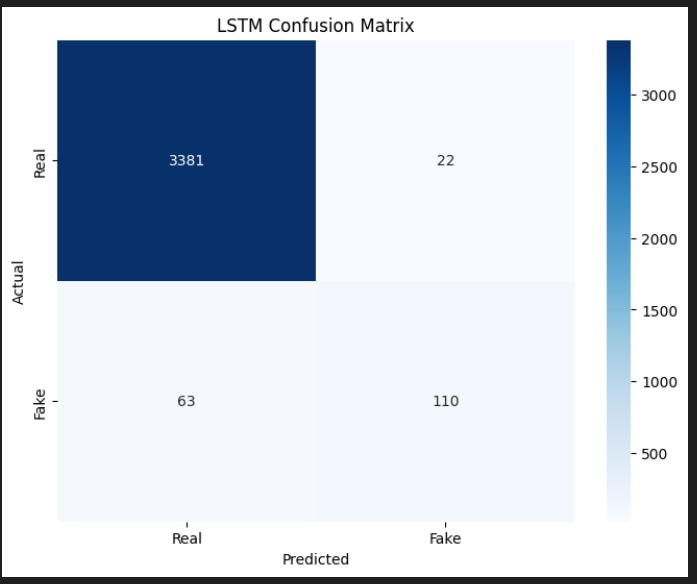 LSTM Confusion Matrix
Actual
Real
3381
22
Fake
63
110
Real
Fake
Predicted
3000
2500
2000
1500
1000
500